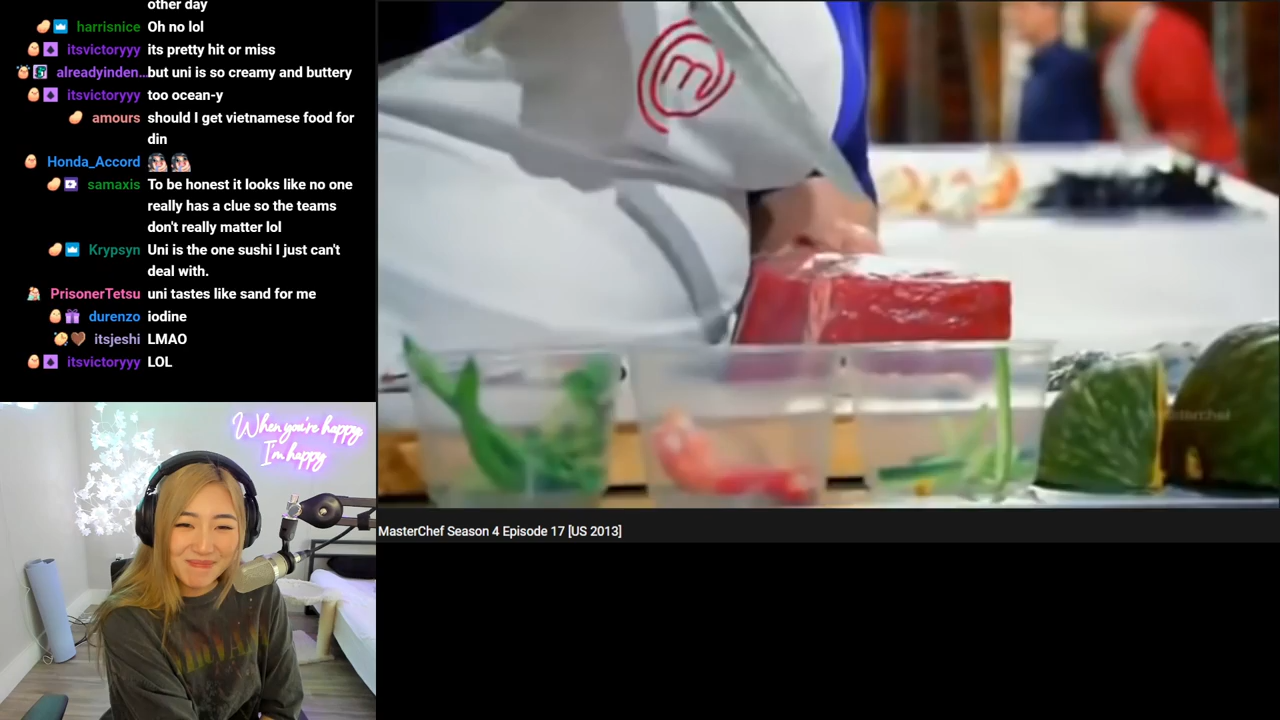 other day
harrisnice Oh no lol
itsvictoryyy its pretty hit or miss
alreadyinden... but uni is so creamy and buttery
itsvictoryyy too ocean-y
amours should I get vietnamese food for
din
Honda_Accord
samaxis To be honest it looks like no one
really has a clue so the teams
don't really matter lol
Krypsyn Uni is the one sushi I just can't
deal with.
PrisonerTetsu uni tastes like sand for me
durenzo iodine
itsjeshi LMAO
itsvictoryyy LOL
m
MasterChef Season 4 Episode 17 [US 2013]
When you're happy
I'm happy
NIRVANA